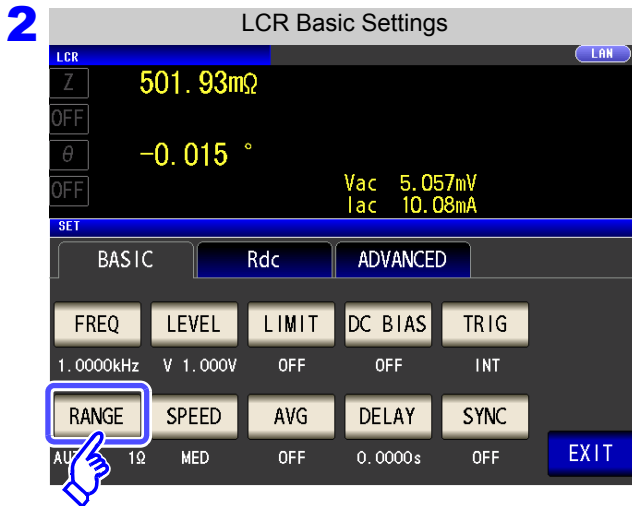 2
LCR Basic Settings
LCR
LAN
Z 501.93mΩ
OFF
θ -0.015 °
OFF
Vac 5.057mV
Iac 10.08mA
SET
BASIC Rdc ADVANCED
FREQ LEVEL LIMIT DC BIAS TRIG
1.0000kHz V 1.000V OFF OFF INT
RANGE SPEED AVG DELAY SYNC
1Ω MED OFF 0.0000s OFF
EXIT